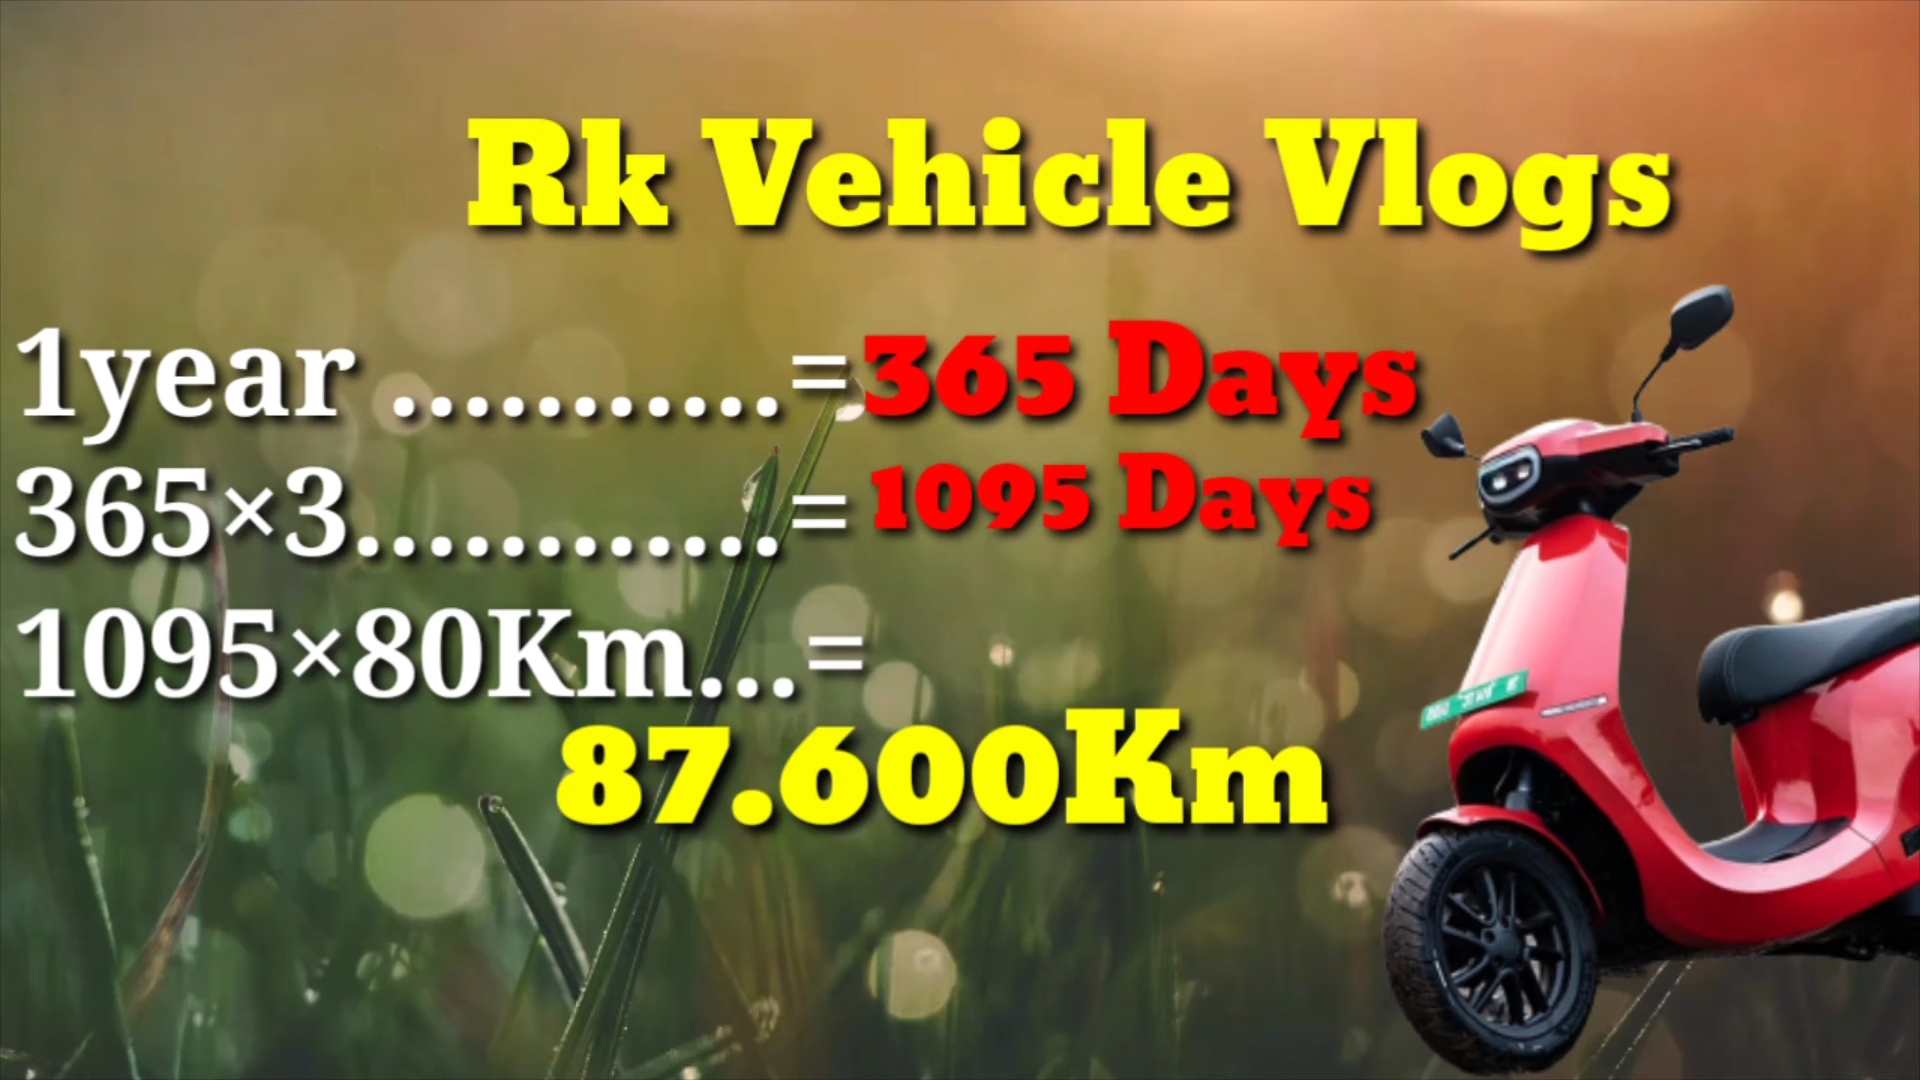 Rk Vehicle Vlogs
1year ...........=365 Days
365×3............= 1095 Days
1095×80Km...=
87.600Km